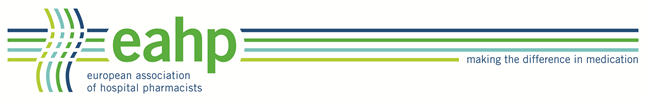 eahp
european association
of hospital pharmacists
making the difference in medication